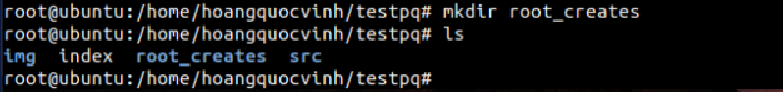 root@ubuntu:/home/hoangquocvinh/testpq# mkdir root_creates
root@ubuntu:/home/hoangquocvinh/testpq# ls
img  index  root_creates  src
root@ubuntu:/home/hoangquocvinh/testpq#